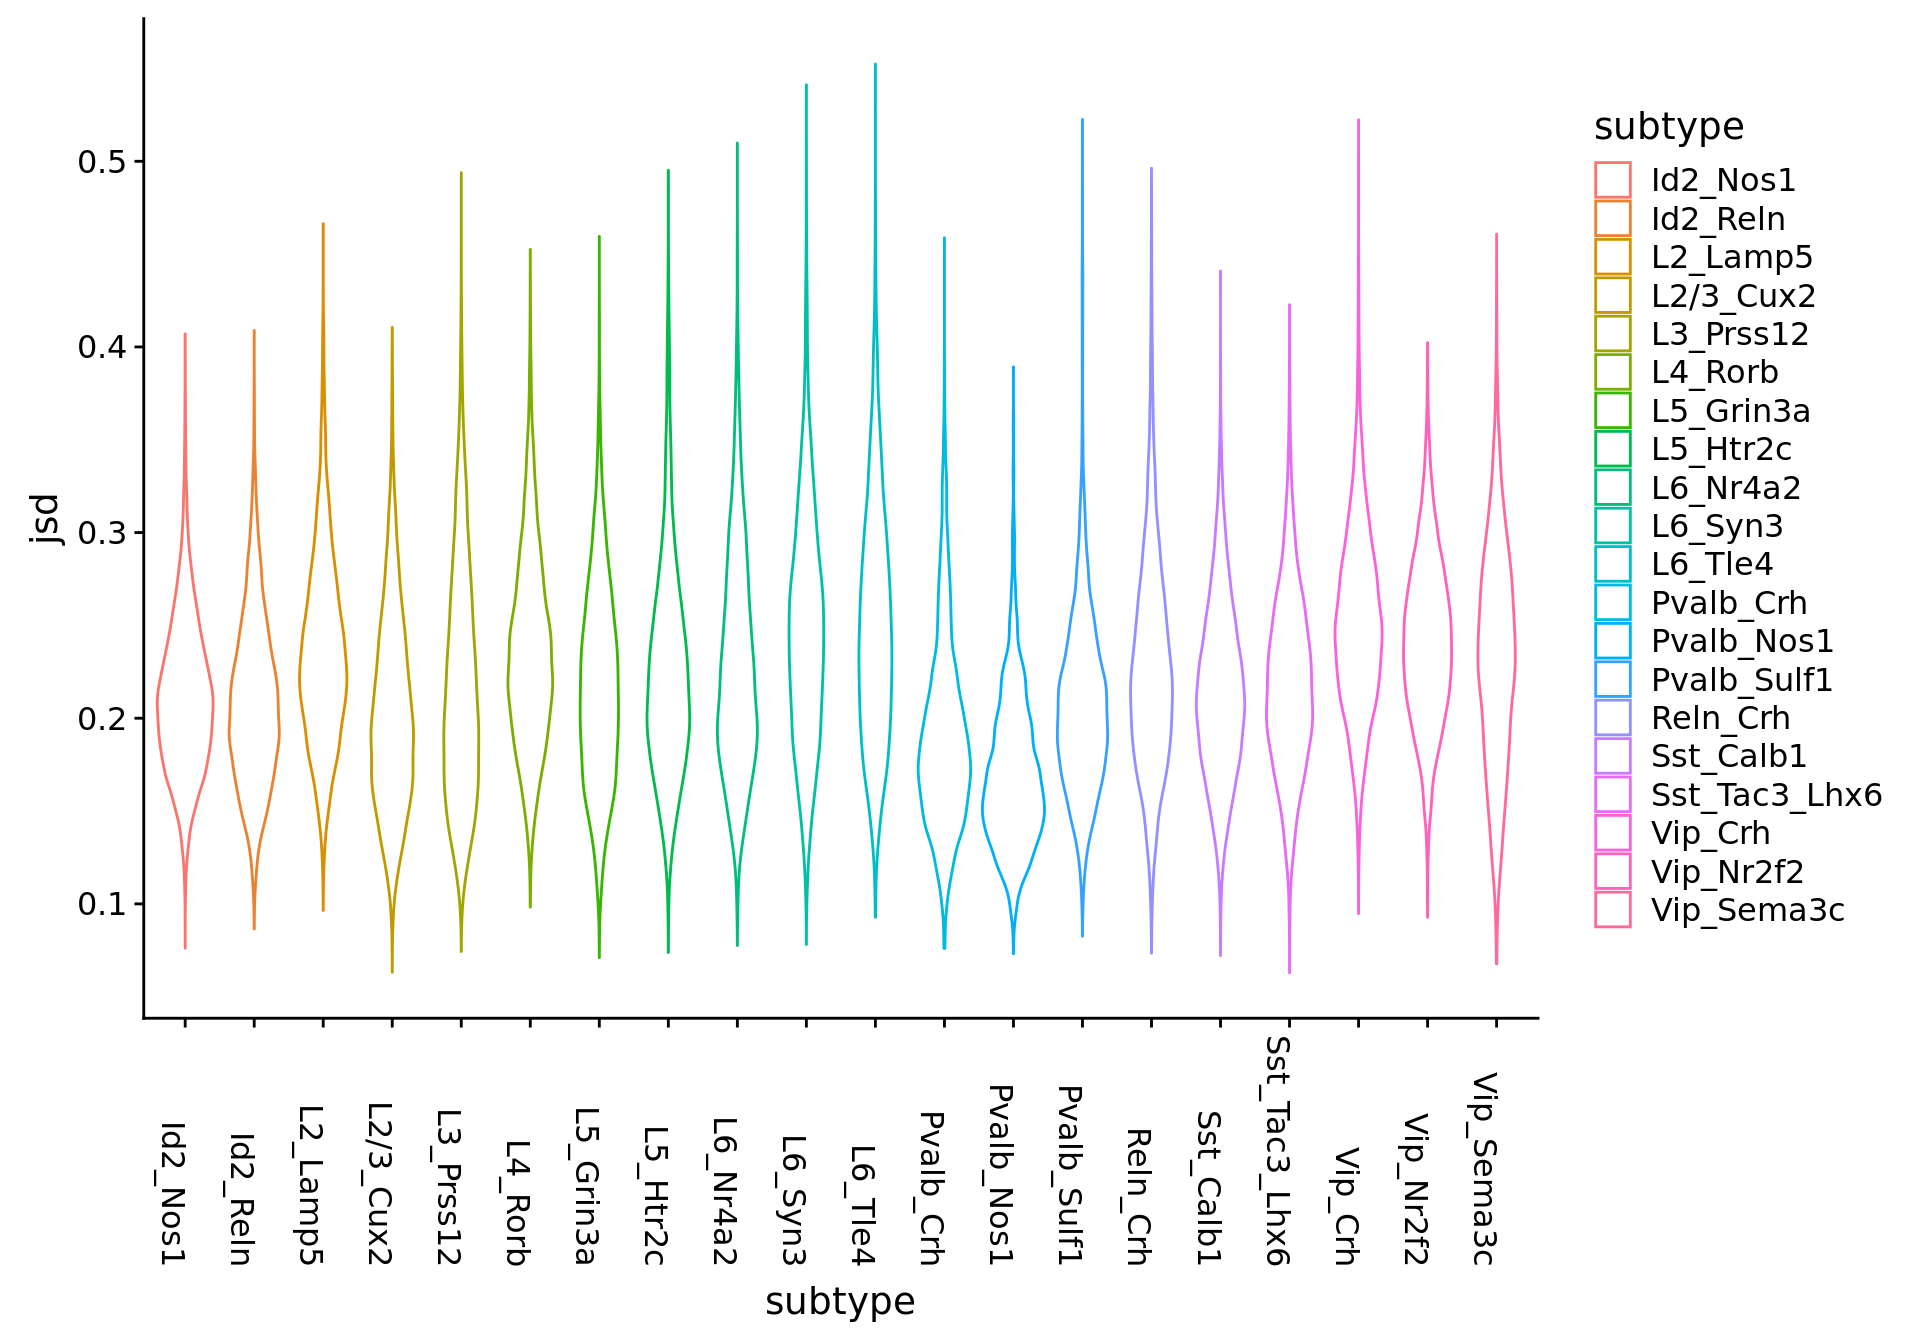 jsd
0.5
0.4
0.3
0.2
0.1
Id2_Nos1
Id2_Reln
L2_Lamp5
L2/3_Cux2
L3_Prss12
L4_Rorb
L5_Grin3a
L5_Htr2c
L6_Nr4a2
L6_Syn3
L6_Tle4
Pvalb_Crh
Pvalb_Nos1
Pvalb_Sulf1
Reln_Crh
Sst_Calb1
Sst_Tac3_Lhx6
Vip_Crh
Vip_Nr2f2
Vip_Sema3c
subtype
subtype
Id2_Nos1
Id2_Reln
L2_Lamp5
L2/3_Cux2
L3_Prss12
L4_Rorb
L5_Grin3a
L5_Htr2c
L6_Nr4a2
L6_Syn3
L6_Tle4
Pvalb_Crh
Pvalb_Nos1
Pvalb_Sulf1
Reln_Crh
Sst_Calb1
Sst_Tac3_Lhx6
Vip_Crh
Vip_Nr2f2
Vip_Sema3c